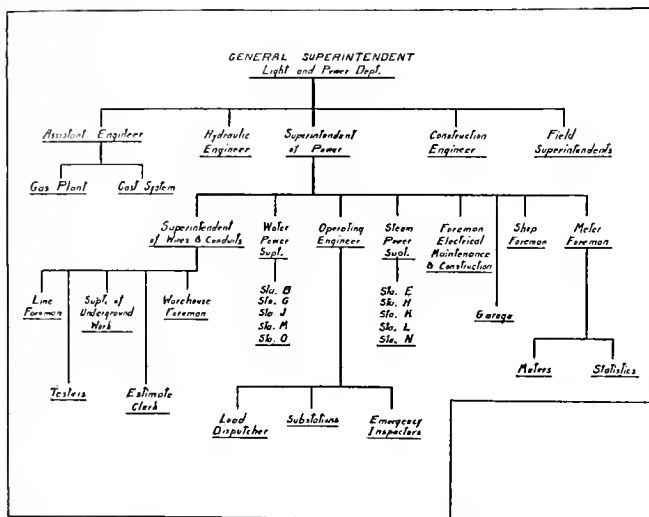 GENERAL SUPERINTENDENT
Light and Power Dept.
Assistant Engineer
Hydraulic
Engineer
Superintendent
of Power
Construction
Engineer
Field
Superintendents
Gas Plant
Cost System
Superintendent
of Wires & Conduits
Water
Power
Supt.
Operating
Engineer
Steam
Power
Supt.
Foreman
Electrical
Maintenance
& Construction
Shop
Foreman
Meter
Foreman
Line
Foreman
Supt. of
Underground
Work
Warehouse
Foreman
Sta. B
Sta. G
Sta. J
Sta. M
Sta. O
Sta. E
Sta. H
Sta. K
Sta. L
Sta. N
Garage
Testers
Estimate
Clerk
Meters
Statistics
Load
Dispatcher
Substations
Emergency
Inspectors